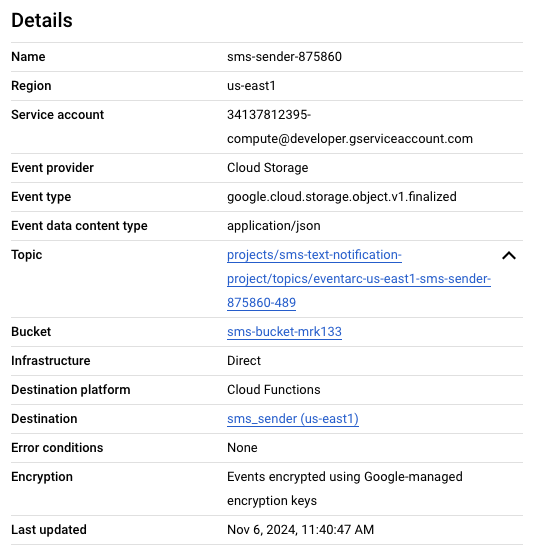 Details
Name sms-sender-875860
Region us-east1
Service account 34137812395-
compute@developer.gserviceaccount.com
Event provider Cloud Storage
Event type google.cloud.storage.object.v1.finalized
Event data content type application/json
Topic projects/sms-text-notification-
project/topics/eventarc-us-east1-sms-sender-
875860-489
Bucket sms-bucket-mrk133
Infrastructure Direct
Destination platform Cloud Functions
Destination sms_sender (us-east1)
Error conditions None
Encryption Events encrypted using Google-managed
encryption keys
Last updated Nov 6, 2024, 11:40:47 AM